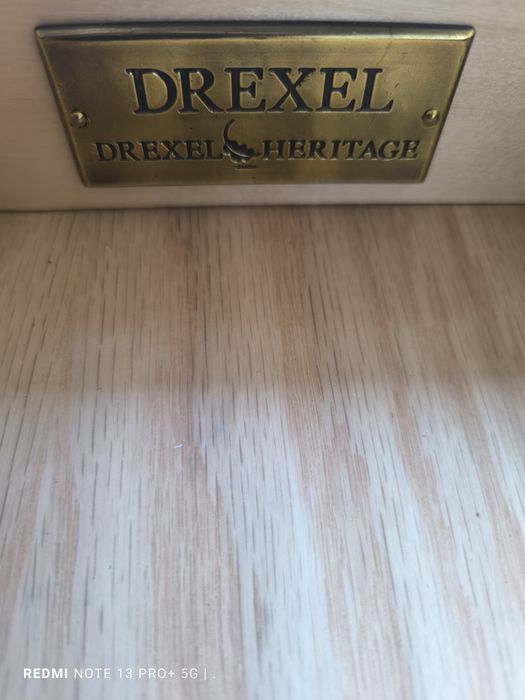 DREXEL
DREXEL HERITAGE
REDMI NOTE 13 PRO+ 5G | .